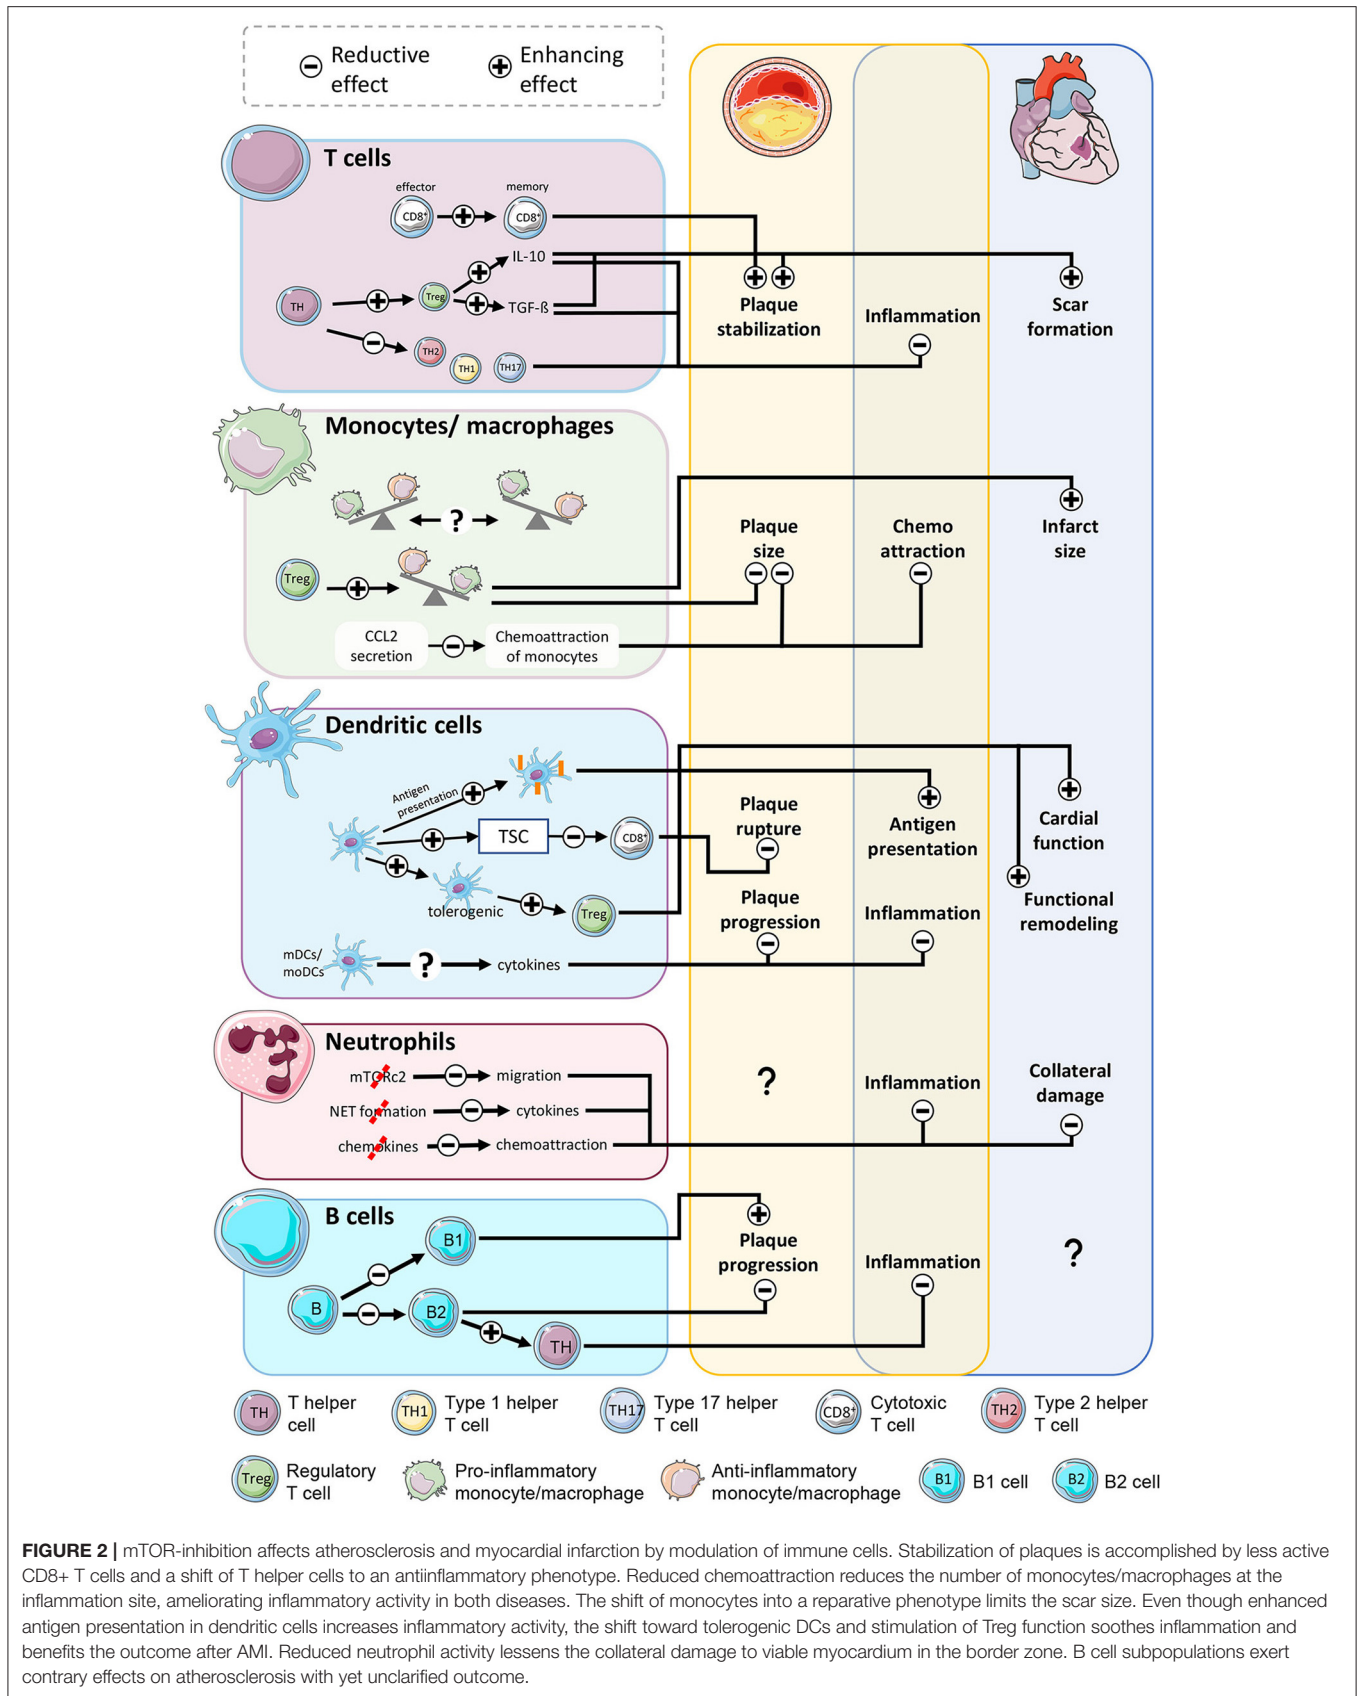 Reductive
effect
Enhancing
effect
T cells
effector
memory
CD8+
CD8+
IL-10
TH
Treg
TGF-ß
TH2
TH1
TH17
Plaque
stabilization
Inflammation
Scar
formation
Monocytes/ macrophages
?
Treg
CCL2
secretion
Chemoattraction
of monocytes
Plaque
size
Chemo
attraction
Infarct
size
Dendritic cells
Antigen
presentation
TSC
CD8+
tolerogenic
Treg
mDCs/
moDCs
?
cytokines
Plaque
rupture
Antigen
presentation
Cardial
function
Plaque
progression
Inflammation
Functional
remodeling
Neutrophils
mTORc2
migration
NET formation
cytokines
chemokines
chemoattraction
?
Inflammation
Collateral
damage
B cells
B1
B
B2
TH
Plaque
progression
Inflammation
?
TH
T helper
cell
TH1
Type 1 helper
T cell
TH17
Type 17 helper
T cell
CD8+
Cytotoxic
T cell
TH2
Type 2 helper
T cell
Treg
Regulatory
T cell
Pro-inflammatory
monocyte/macrophage
Anti-inflammatory
monocyte/macrophage
B1
B1 cell
B2
B2 cell
FIGURE 2 | mTOR-inhibition affects atherosclerosis and myocardial infarction by modulation of immune cells. Stabilization of plaques is accomplished by less active
CD8+ T cells and a shift of T helper cells to an antiinflammatory phenotype. Reduced chemoattraction reduces the number of monocytes/macrophages at the
inflammation site, ameliorating inflammatory activity in both diseases. The shift of monocytes into a reparative phenotype limits the scar size. Even though enhanced
antigen presentation in dendritic cells increases inflammatory activity, the shift toward tolerogenic DCs and stimulation of Treg function soothes inflammation and
benefits the outcome after AMI. Reduced neutrophil activity lessens the collateral damage to viable myocardium in the border zone. B cell subpopulations exert
contrary effects on atherosclerosis with yet unclarified outcome.